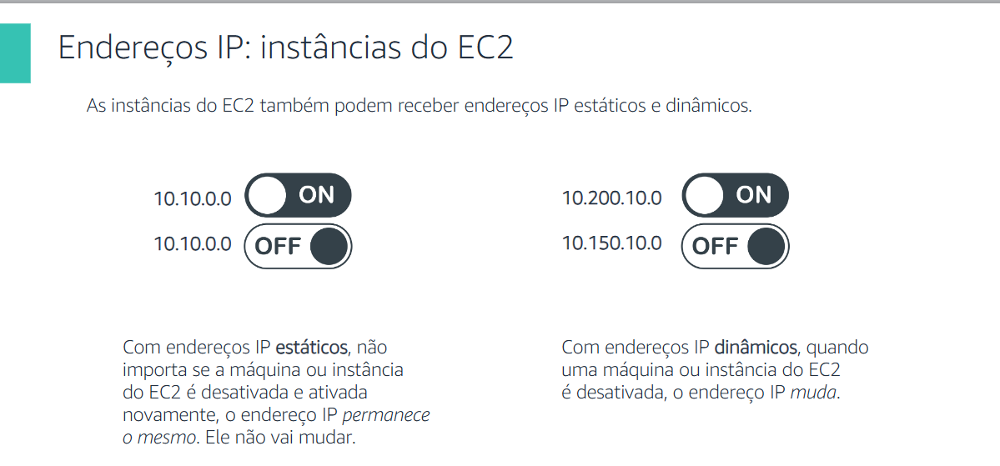 Endereços IP: instâncias do EC2
As instâncias do EC2 também podem receber endereços IP estáticos e dinâmicos.
10.10.0.0 ON
10.10.0.0 OFF
Com endereços IP estáticos, não
importa se a máquina ou instância
do EC2 é desativada e ativada
novamente, o endereço IP permanece
o mesmo. Ele não vai mudar.
10.200.10.0 ON
10.150.10.0 OFF
Com endereços IP dinâmicos, quando
uma máquina ou instância do EC2
é desativada, o endereço IP muda.